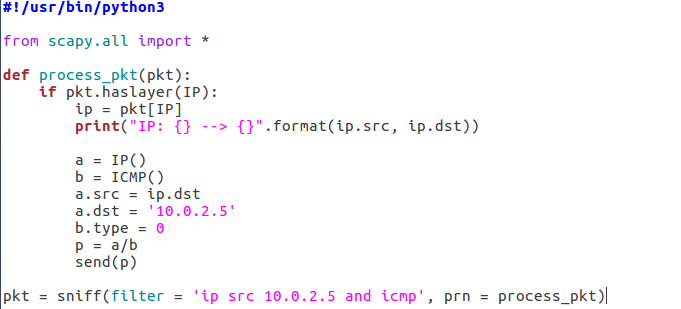 #!/usr/bin/python3
from scapy.all import *
def process_pkt(pkt):
    if pkt.haslayer(IP):
        ip = pkt[IP]
        print("IP: {} --> {}".format(ip.src, ip.dst))
        a = IP()
        b = ICMP()
        a.src = ip.dst
        a.dst = '10.0.2.5'
        b.type = 0
        p = a/b
        send(p)
pkt = sniff(filter = 'ip src 10.0.2.5 and icmp', prn = process_pkt)